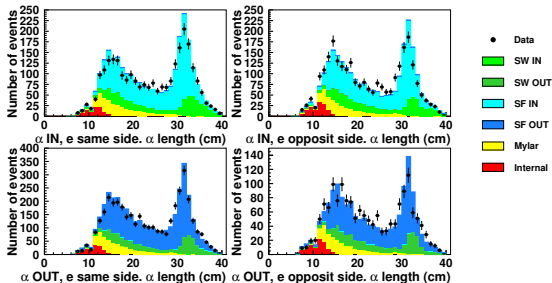 Number of events
250
225
200
175
150
125
100
75
50
25
0
0 10 20 30 40
α IN, e same side. α length (cm)
Number of events
250
225
200
175
150
125
100
75
50
25
0
0 10 20 30 40
α IN, e opposit side. α length (cm)
Number of events
400
350
300
250
200
150
100
50
0
0 10 20 30 40
α OUT, e same side. α length (cm)
Number of events
140
120
100
80
60
40
20
0
0 10 20 30 40
α OUT, e opposit side. α length (cm)
Data
SW IN
SW OUT
SF IN
SF OUT
Mylar
Internal